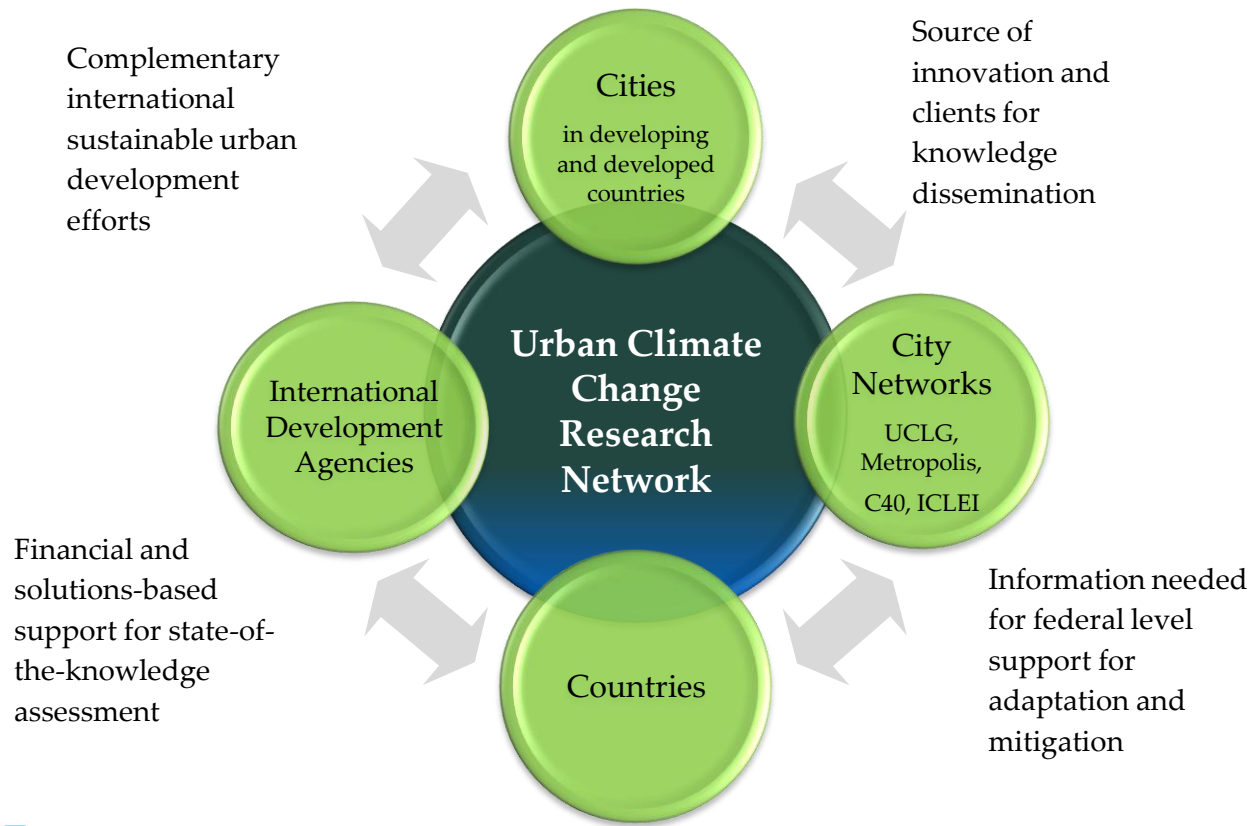 Complementary
international
sustainable urban
development
efforts
Cities
in developing
and developed
countries
Source of
innovation and
clients for
knowledge
dissemination
International
Development
Agencies
Urban Climate
Change
Research
Network
City
Networks
UCLG,
Metropolis,
C40, ICLEI
Financial and
solutions-based
support for state-of-
the-knowledge
assessment
Countries
Information needed
for federal level
support for
adaptation and
mitigation